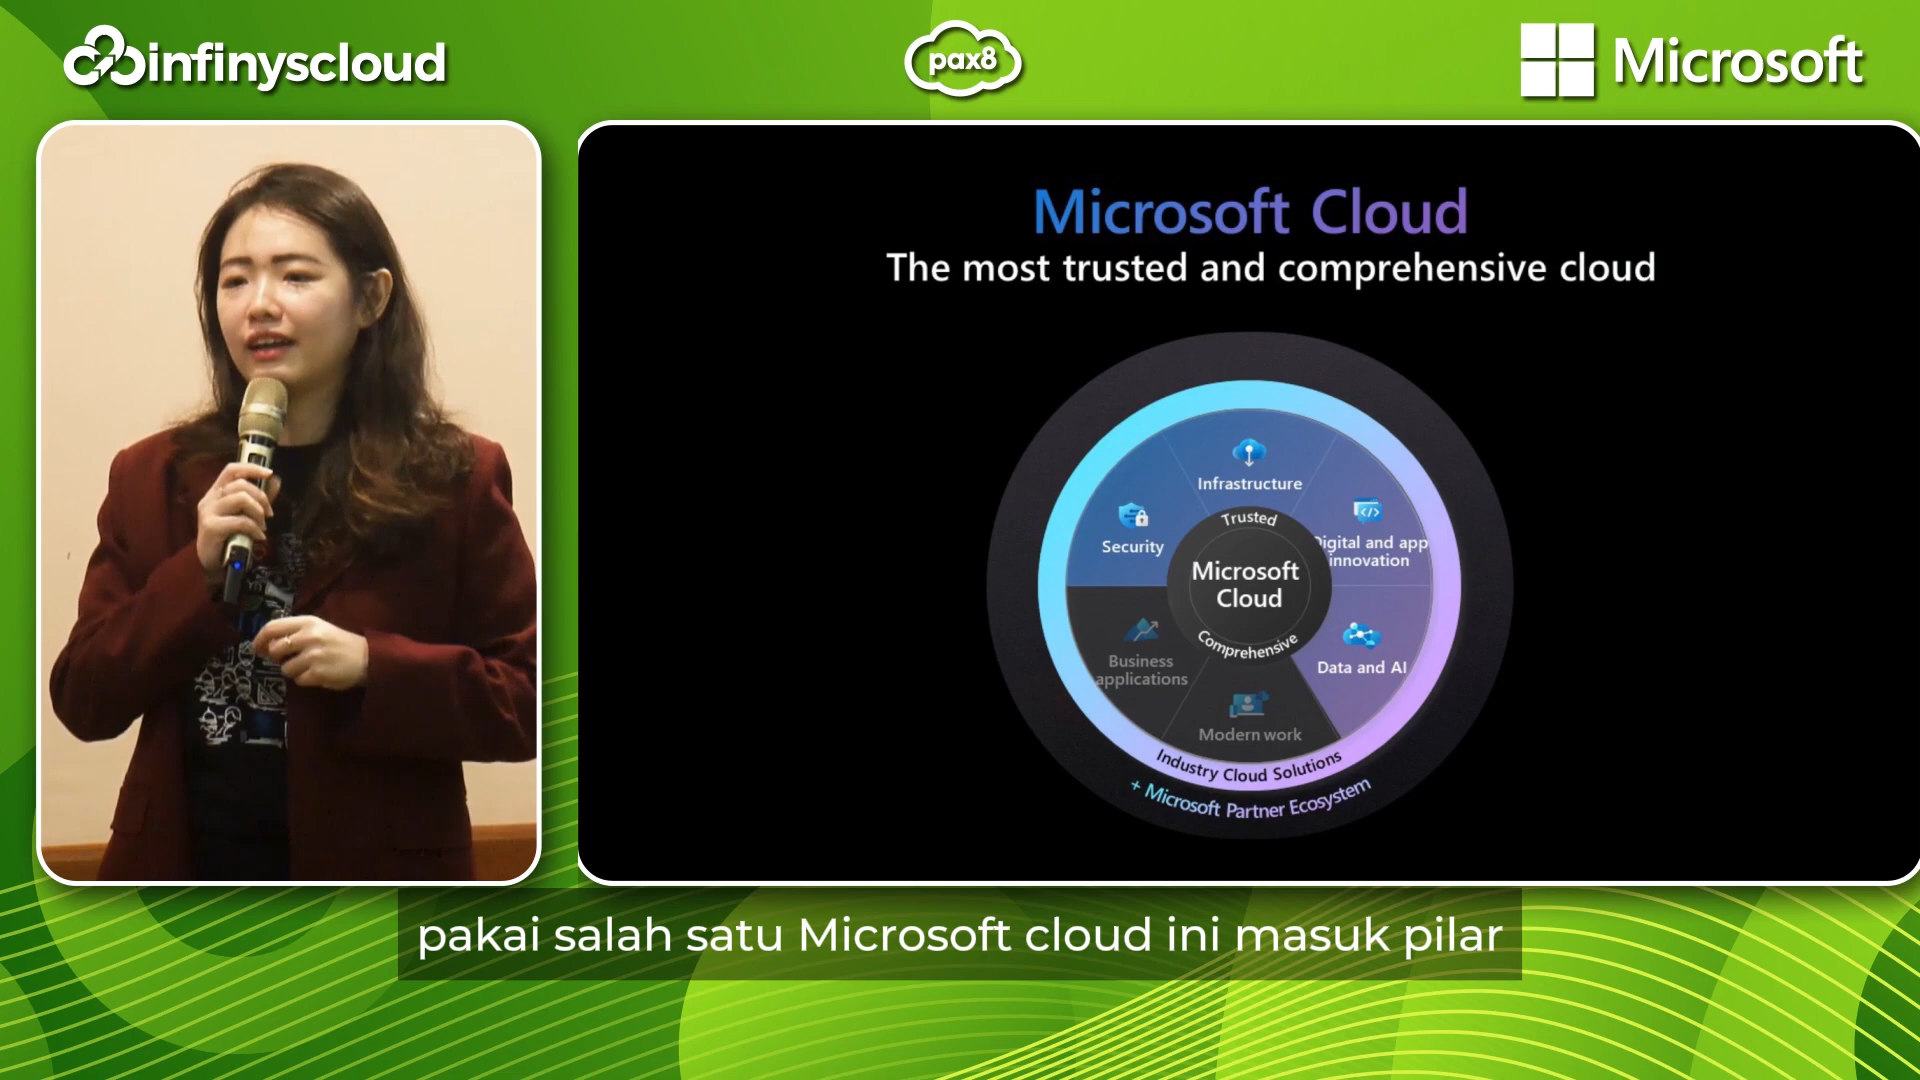 infinyscloud
pax8
Microsoft
Microsoft Cloud
The most trusted and comprehensive cloud
Infrastructure
Security
Digital and app
innovation
Trusted
Microsoft
Cloud
Comprehensive
Data and AI
Business
applications
Modern work
Industry Cloud Solutions
+ Microsoft Partner Ecosystem
pakai salah satu Microsoft cloud ini masuk pilar